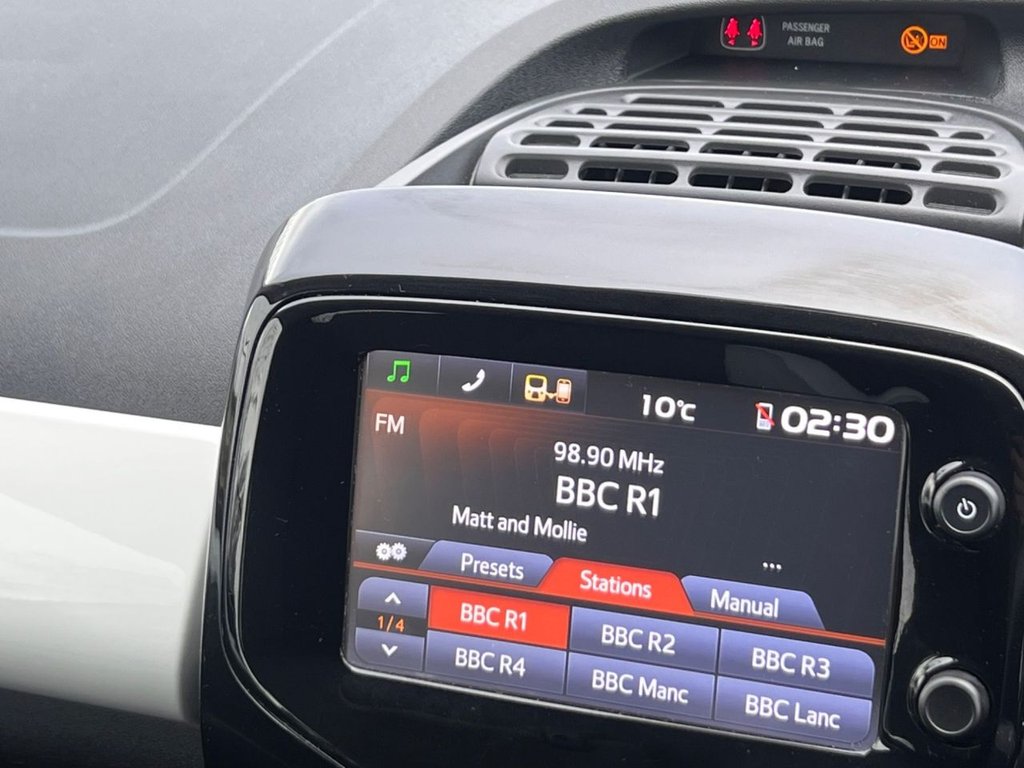 PASSENGER
AIR BAG
ON
10°C
02:30
FM
98.90 MHz
BBC R1
Matt and Mollie
...
Presets
Stations
Manual
1/4
BBC R1
BBC R2
BBC R3
BBC R4
BBC Manc
BBC Lanc